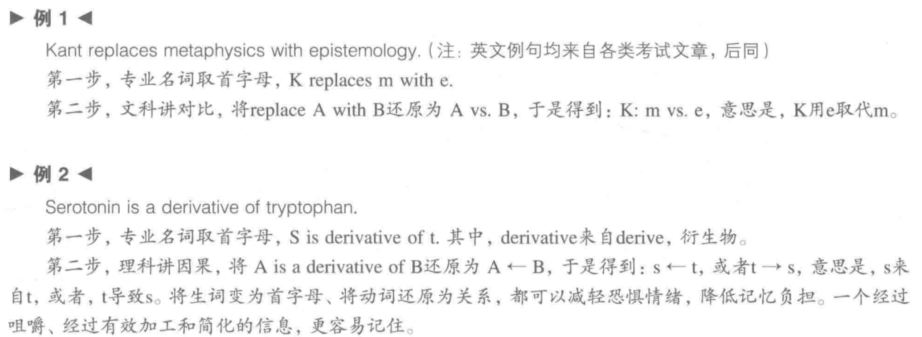 ▶ 例 1 ◀
Kant replaces metaphysics with epistemology.(注:英文例句均来自各类考试文章,后同)
第一步,专业名词取首字母,K replaces m with e.
第二步,文科讲对比,将replace A with B还原为 A vs. B,于是得到:K: m vs. e,意思是,K用e取代m。
▶ 例 2 ◀
Serotonin is a derivative of tryptophan.
第一步,专业名词取首字母,S is derivative of t. 其中,derivative来自derive,衍生物。
第二步,理科讲因果,将 A is a derivative of B还原为 A ← B,于是得到:s ← t,或者t → s,意思是,s来
自t,或者,t导致s。将生词变为首字母、将动词还原为关系,都可以减轻恐惧情绪,降低记忆负担。一个经过
咀嚼、经过有效加工和简化的信息,更容易记住。